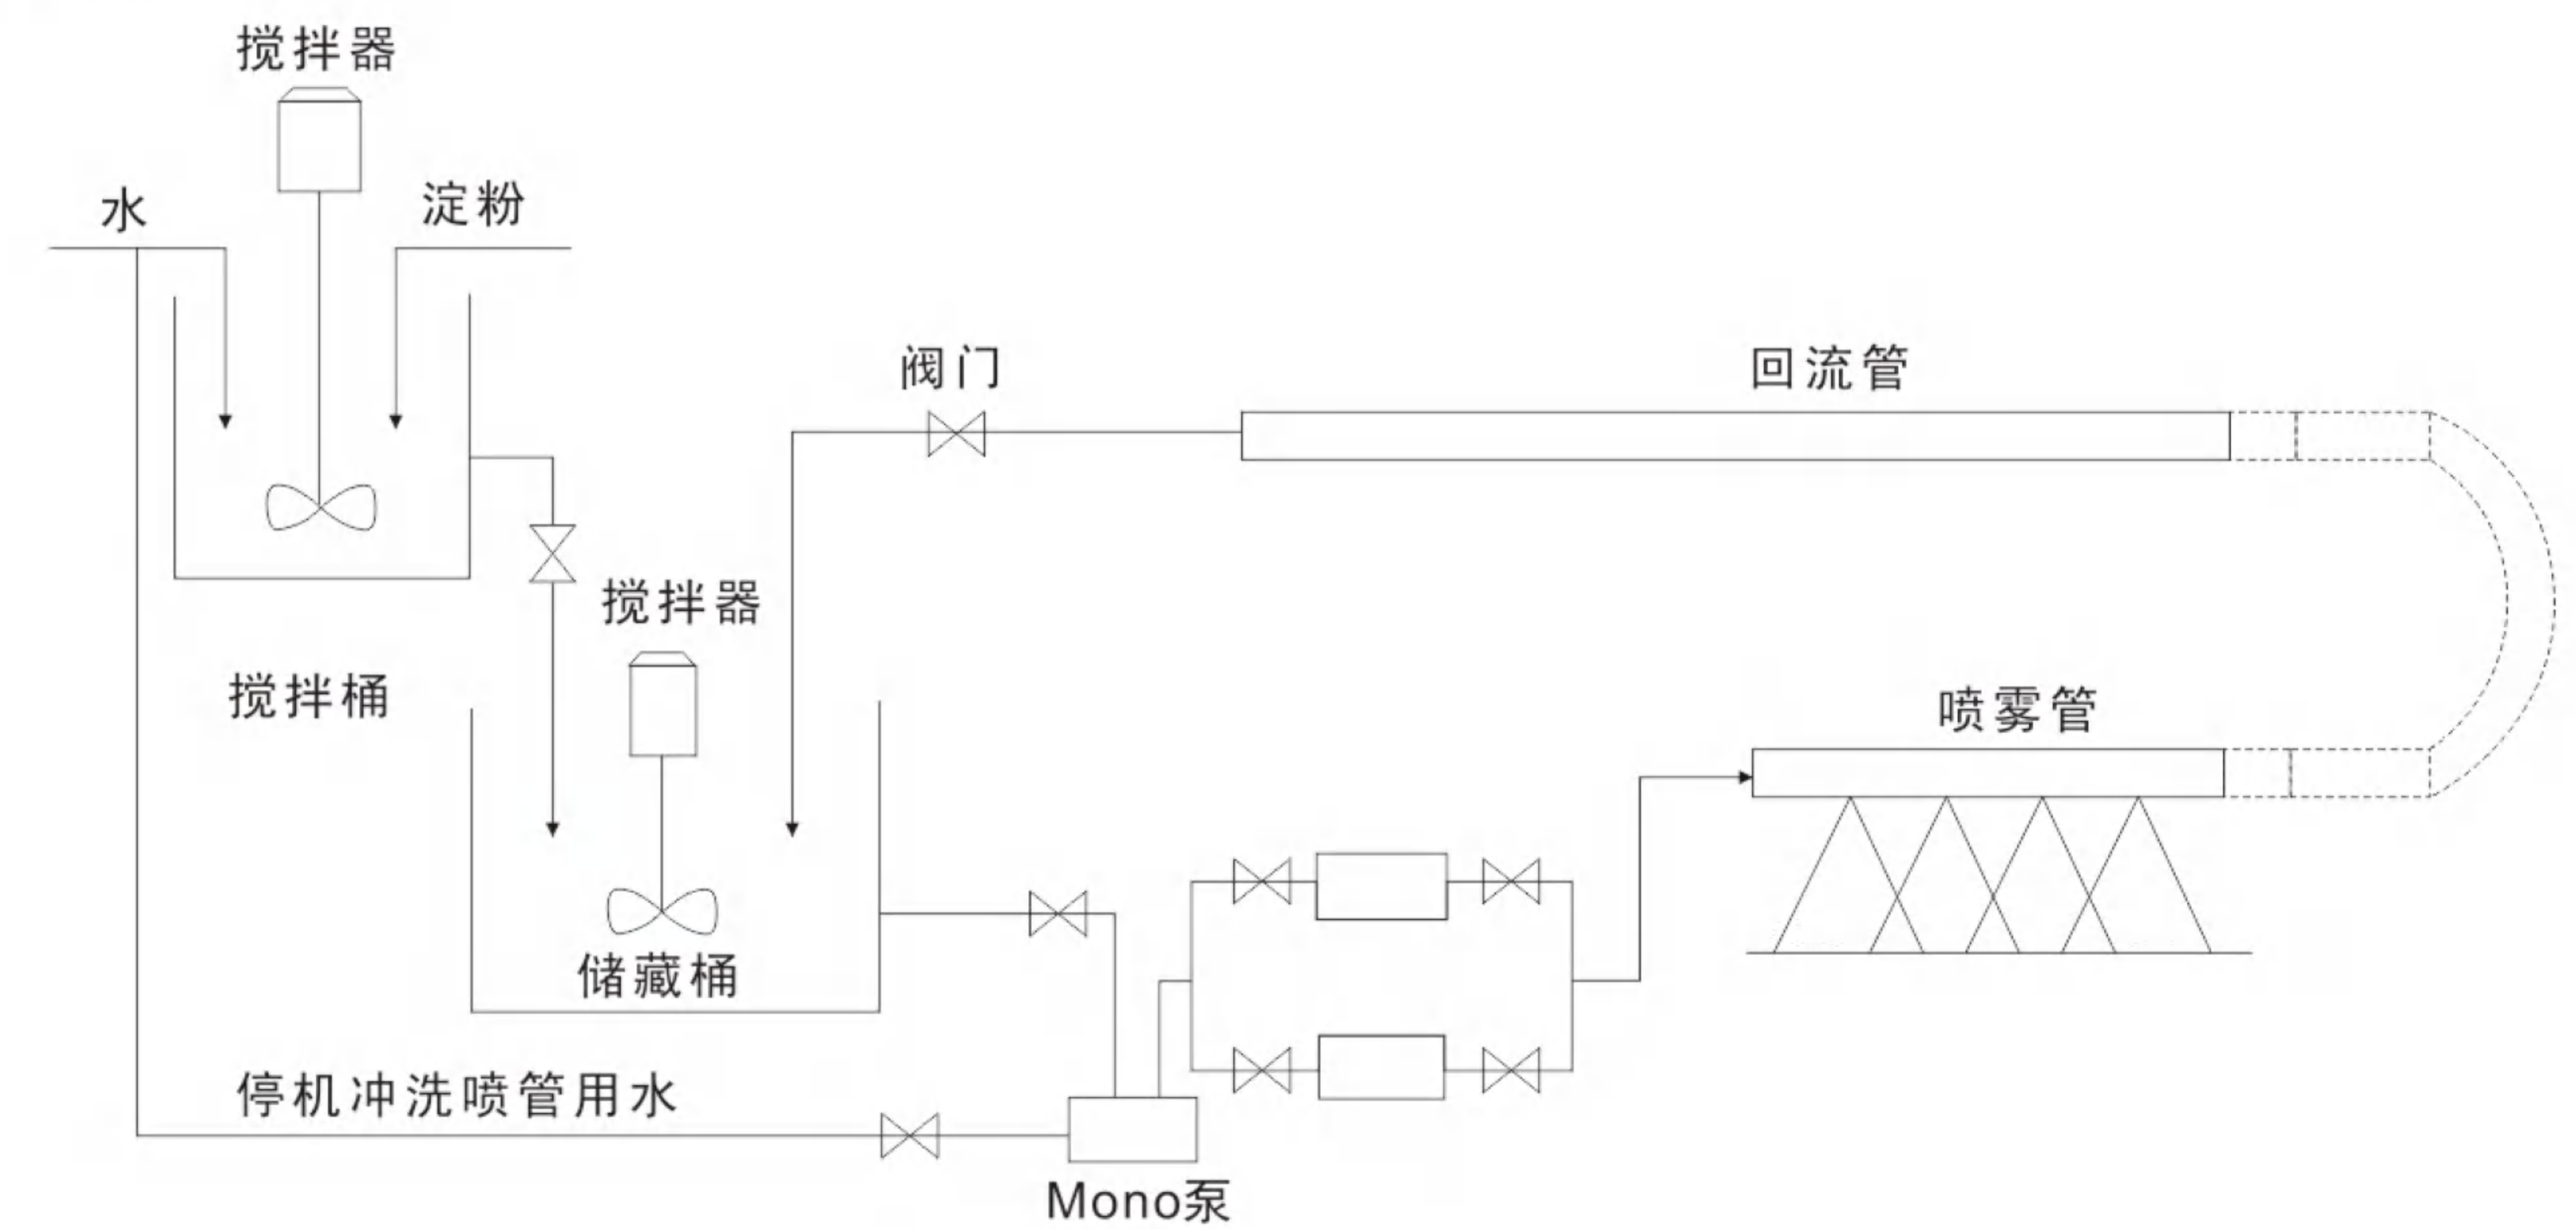 搅拌器
水
淀粉
阀门
回流管
搅拌器
搅拌桶
喷雾管
储藏桶
停机冲洗喷管用水
Mono泵